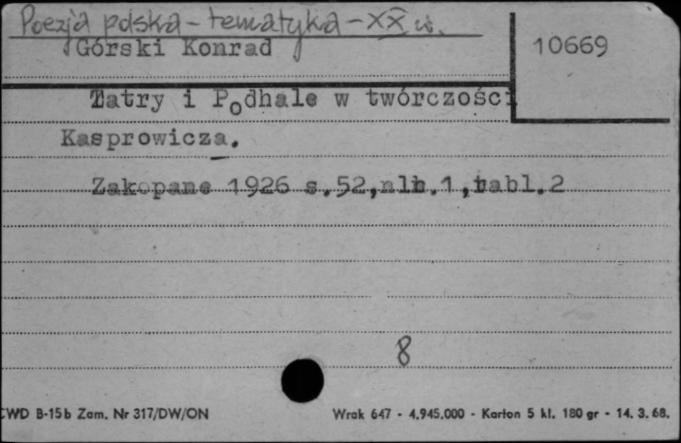 Poezja polska - tematyka - XX w.
Górski Konrad
10669
Tatry i Podhale w twórczości
Kasprowicza.
Zakopane 1926 s.52,nlb.1,tabl.2
8
CWD B-15b Zam. Nr 317/DW/ON
Wrak 647 - 4.945.000 - Karton 5 kl. 180 gr - 14. 3. 68.